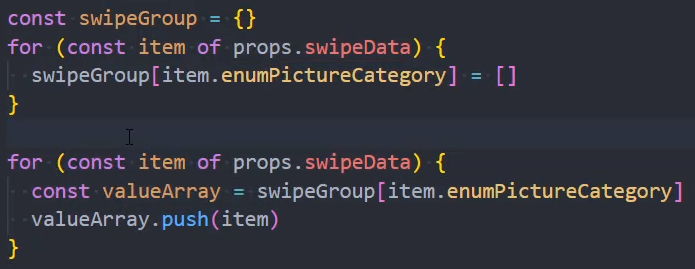 const swipeGroup = {}
for (const item of props.swipeData) {
  swipeGroup[item.enumPictureCategory] = []
}

for (const item of props.swipeData) {
  const valueArray = swipeGroup[item.enumPictureCategory]
  valueArray.push(item)
}